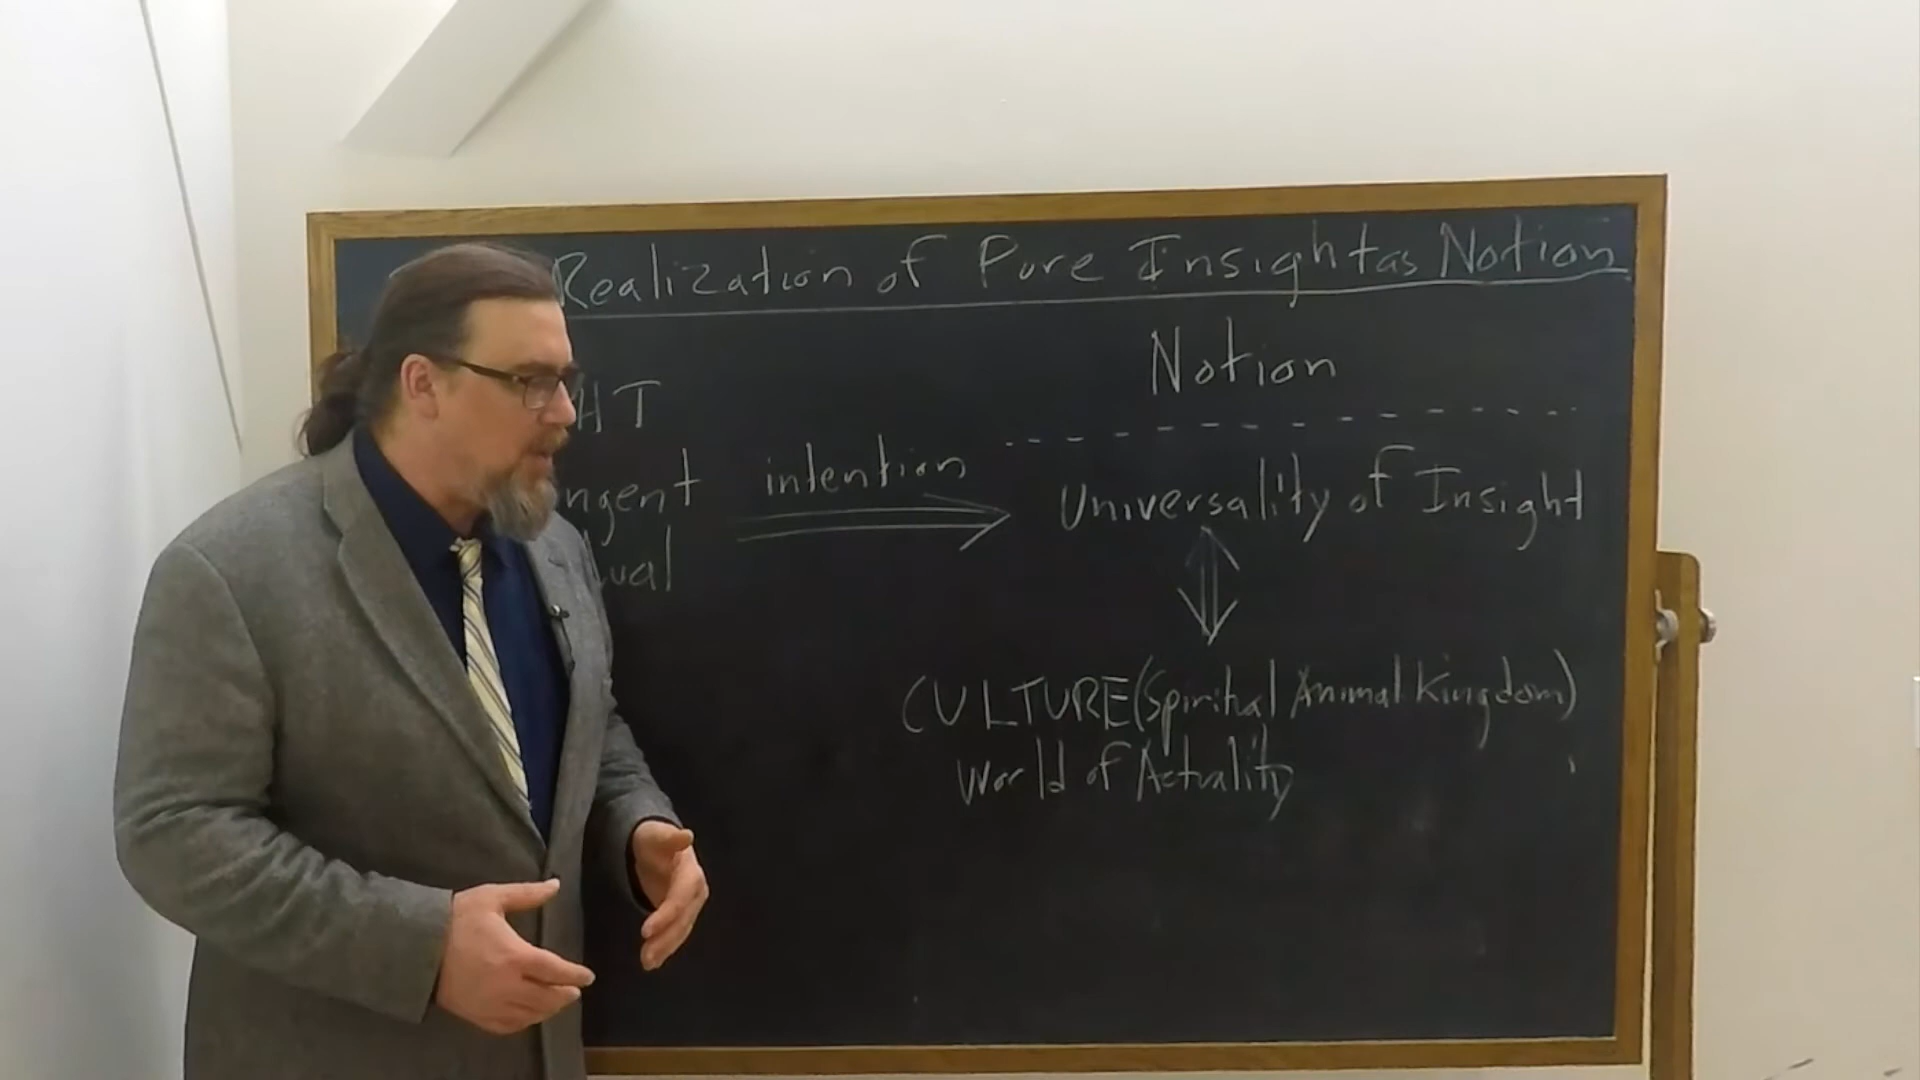 Realization of Pure Insight as Notion
Notion
HT
ngent
intention
Universality of Insight
ual
CULTURE (Spiritual Animal Kingdom)
World of Actuality